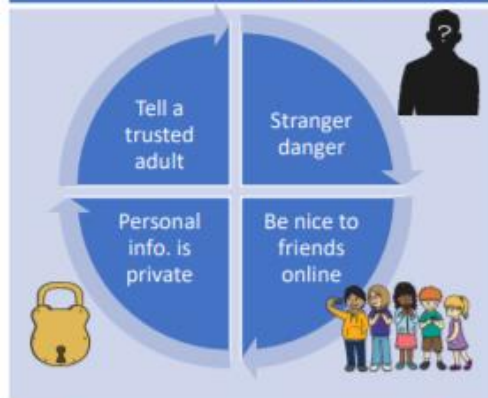 Tell a
trusted
adult
Stranger
danger
Personal
info. is
private
Be nice to
friends
online
?